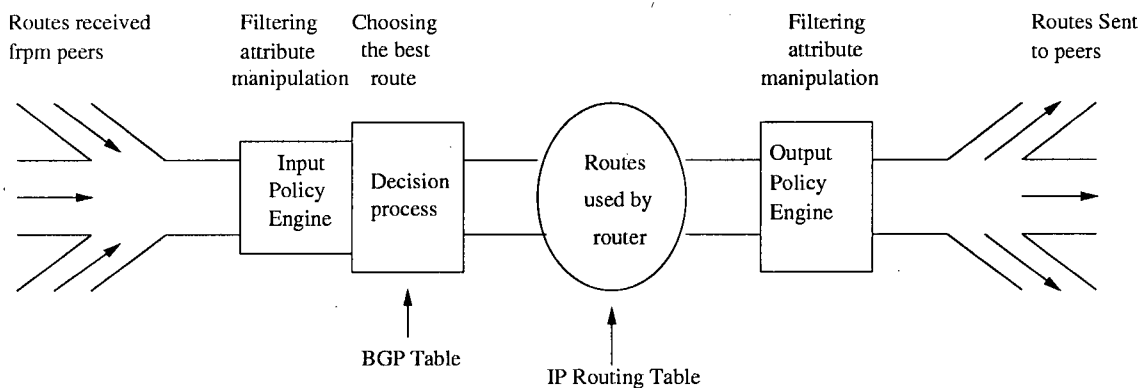 Routes received
frpm peers
Filtering
attribute
manipulation
Choosing
the best
route
Filtering
attribute
manipulation
Routes Sent
to peers
Input
Policy
Engine
Decision
process
Routes
used by
router
Output
Policy
Engine
BGP Table
IP Routing Table